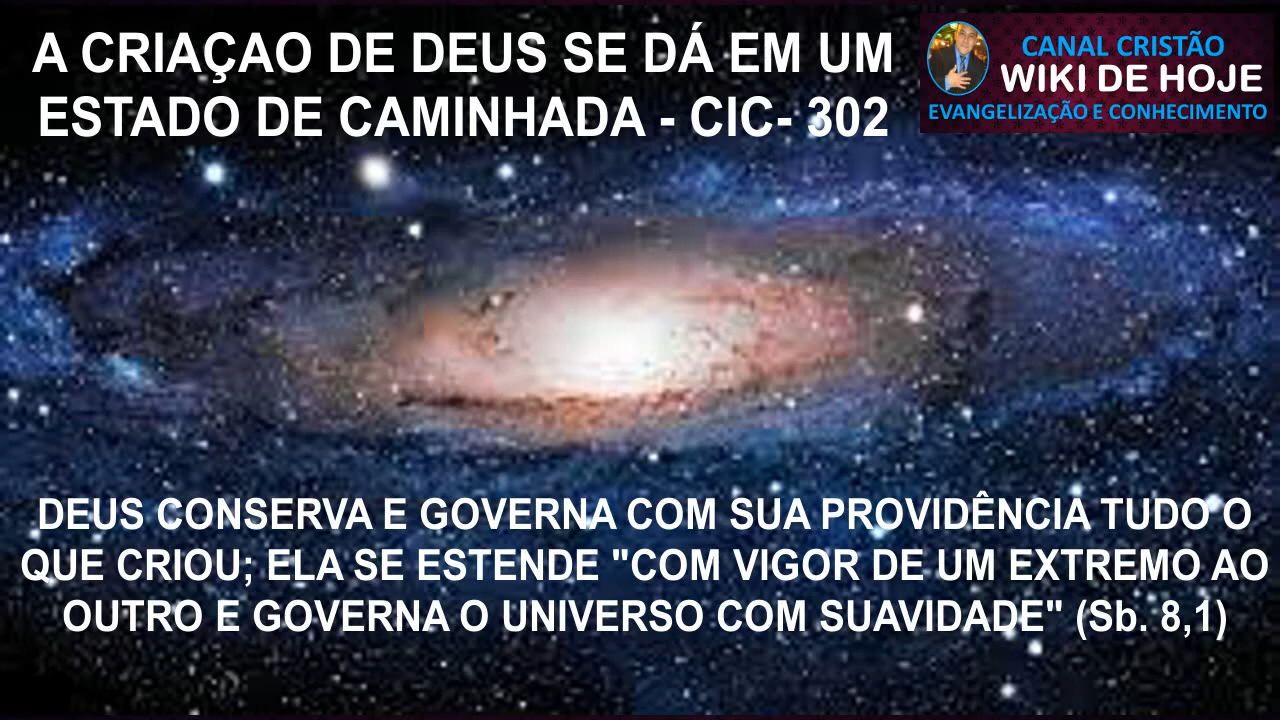 A CRIAÇAO DE DEUS SE DÁ EM UM
ESTADO DE CAMINHADA - CIC- 302
CANAL CRISTÃO
WIKI DE HOJE
EVANGELIZAÇÃO E CONHECIMENTO
DEUS CONSERVA E GOVERNA COM SUA PROVIDÊNCIA TUDO O
QUE CRIOU; ELA SE ESTENDE "COM VIGOR DE UM EXTREMO AO
OUTRO E GOVERNA O UNIVERSO COM SUAVIDADE" (Sb. 8,1)